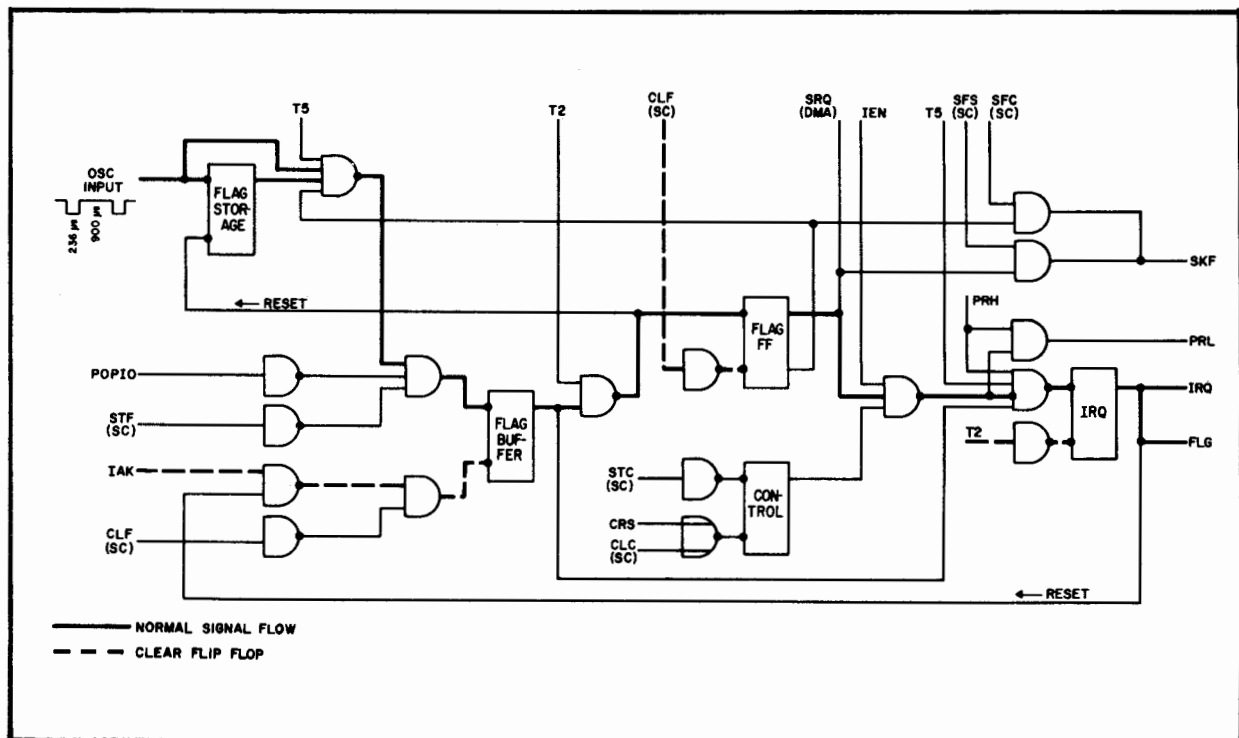 T5
T2
CLF
(SC)
SRQ
(DMA)
IEN
T5
SFS
(SC)
SFC
(SC)
OSC
INPUT
FLAG
STOR-
AGE
236 µs
900 µs
SKF
← RESET
PRH
FLAG
FF
PRL
POPIO
STF
(SC)
FLAG
BUF-
FER
IRQ
IRQ
T2
FLG
IAK
STC
(SC)
CON-
TROL
CRS
CLC
(SC)
CLF
(SC)
← RESET
NORMAL SIGNAL FLOW
CLEAR FLIP FLOP